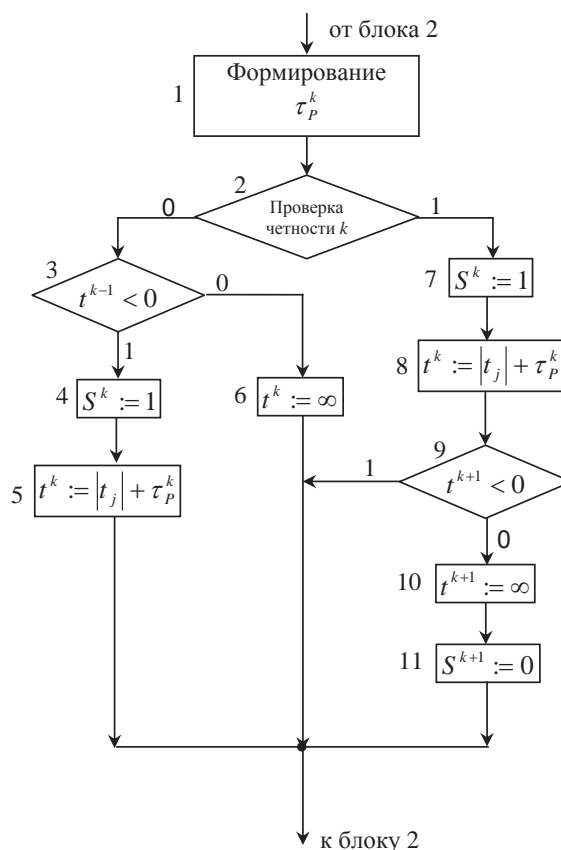 от блока 2
1
Формирование
τ_P^k
2
0
1
Проверка
четности k
3
t^{k-1} < 0
0
1
7
S^k := 1
4
S^k := 1
6
t^k := ∞
8
t^k := |t_j| + τ_P^k
5
t^k := |t_j| + τ_P^k
9
1
t^{k+1} < 0
0
10
t^{k+1} := ∞
11
S^{k+1} := 0
к блоку 2